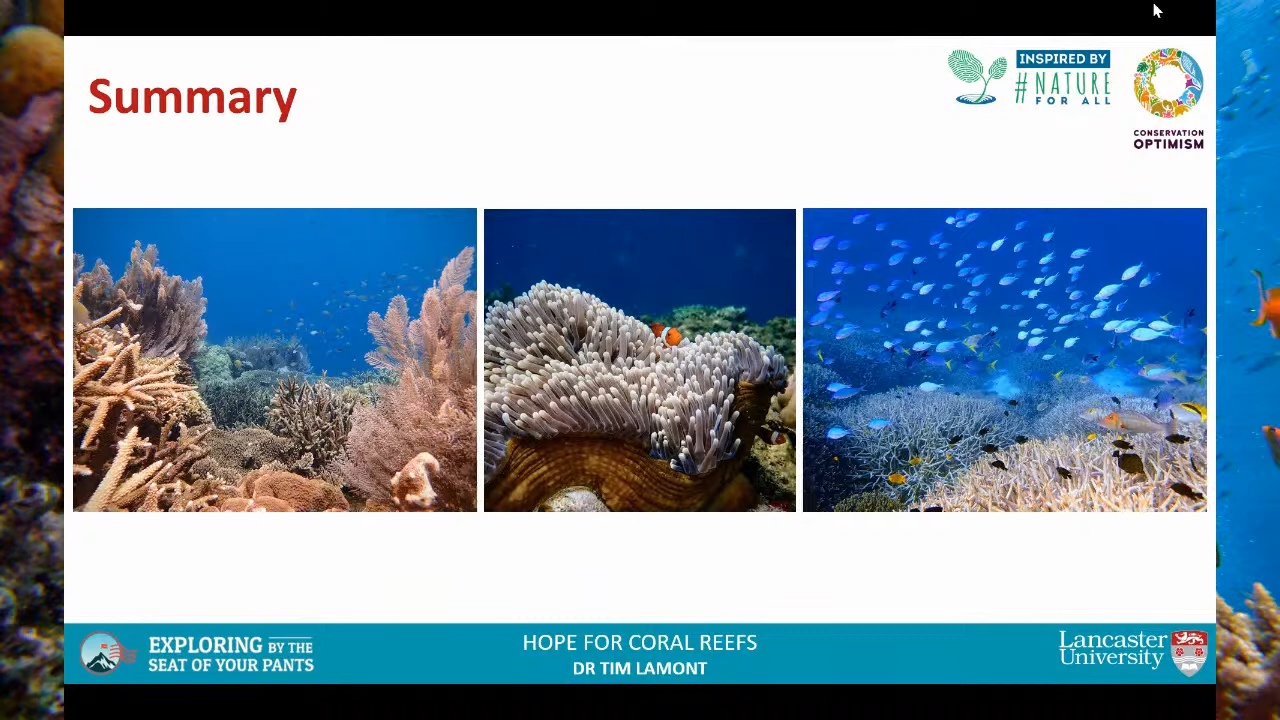 Summary
INSPIRED BY
#NATURE
FOR ALL
CONSERVATION
OPTIMISM
EXPLORING BY THE
SEAT OF YOUR PANTS
HOPE FOR CORAL REEFS
DR TIM LAMONT
Lancaster
University